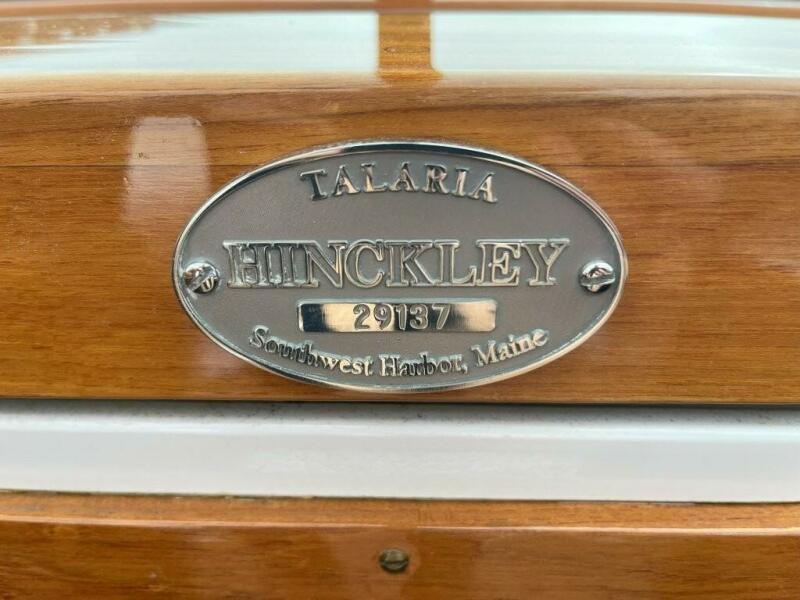 TALARIA
HINCKLEY
29137
Southwest Harbor, Maine